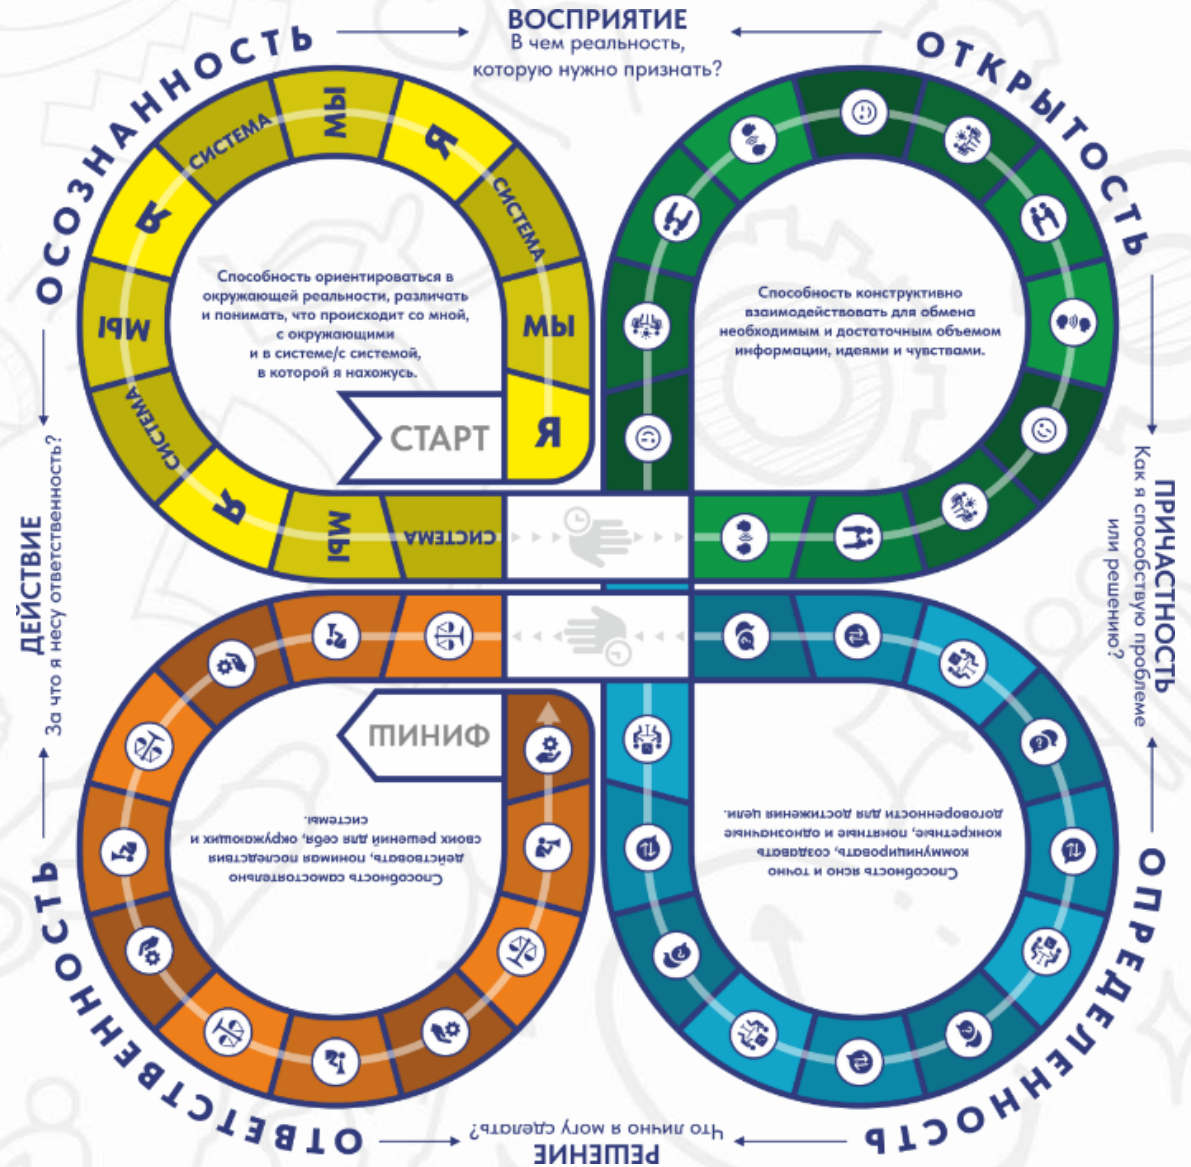 ВОСПРИЯТИЕ
В чем реальность,
которую нужно признать?
ОСОЗНАННОСТЬ
ОТКРЫТОСТЬ
Я
МЫ
СИСТЕМА
Я
МЫ
СИСТЕМА
Я
МЫ
СИСТЕМА
Я
МЫ
СИСТЕМА
Способность ориентироваться в
окружающей реальности, различать
и понимать, что происходит со мной,
с окружающими
и в системе/с системой,
в которой я нахожусь.
СТАРТ
Способность конструктивно
взаимодействовать для обмена
необходимым и достаточным объемом
информации, идеями и чувствами.
ПРИЧАСТНОСТЬ
Как я способствую проблеме
или решению?
ОПРЕДЕЛЕННОСТЬ
Способность ясно и точно
коммуницировать, создавать
конкретные, понятные и однозначные
договоренности для достижения цели.
РЕШЕНИЕ
Что лично я могу сделать?
ОТВЕТСТВЕННОСТЬ
Способность самостоятельно
действовать, понимая последствия
своих решений для себя, окружающих и
системы.
ФИНИШ
ДЕЙСТВИЕ
За что я несу ответственность?